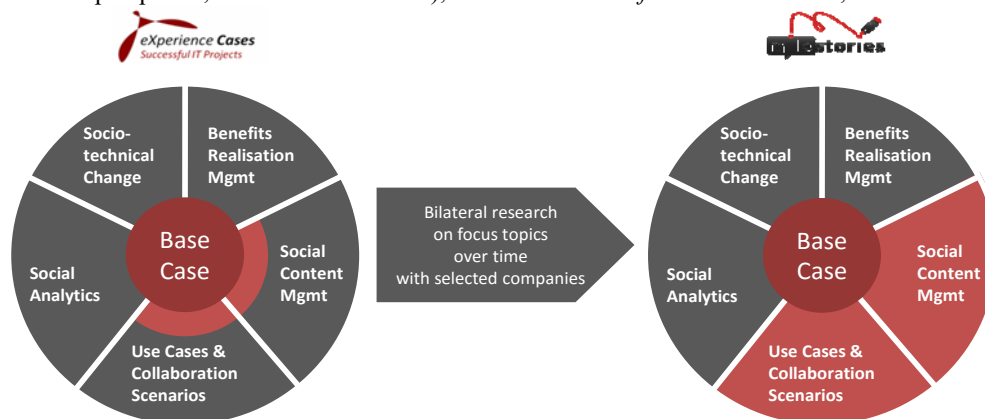 eXperience Cases
Successful IT Projects
stories
Socio-
technical
Change
Benefits
Realisation
Mgmt
Social
Analytics
Base
Case
Social
Content
Mgmt
Use Cases &
Collaboration
Scenarios
Bilateral research
on focus topics
over time
with selected companies
Socio-
technical
Change
Benefits
Realisation
Mgmt
Social
Analytics
Base
Case
Social
Content
Mgmt
Use Cases &
Collaboration
Scenarios